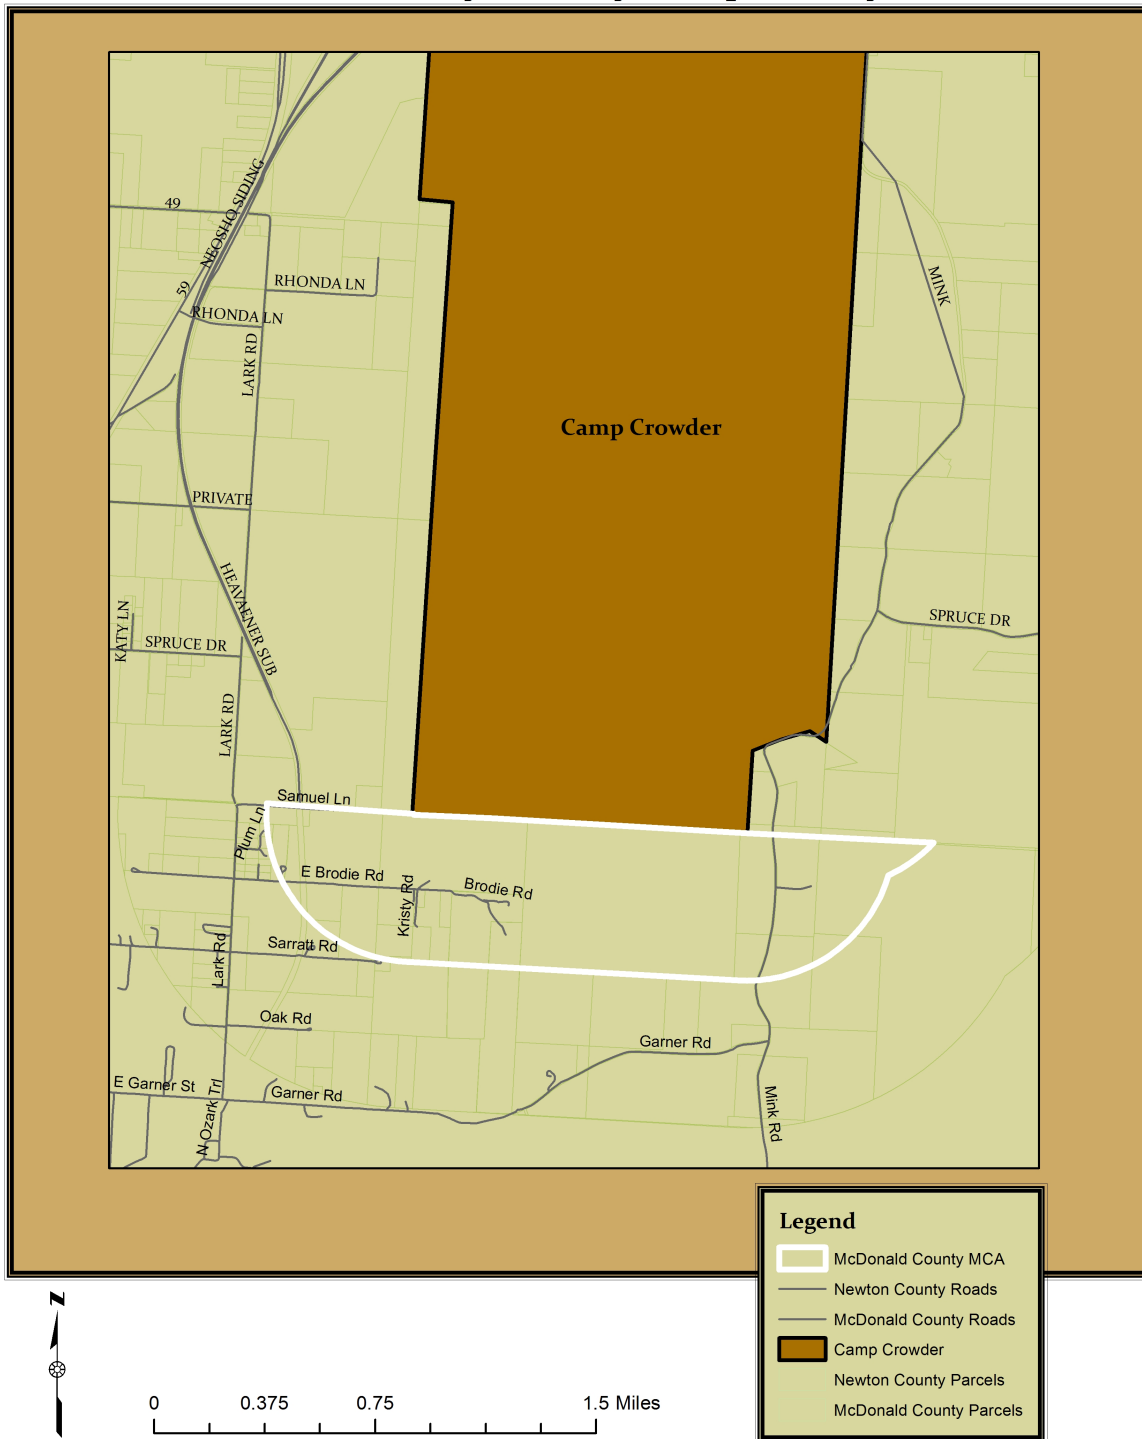 49
NEOSHO SIDING
59
RHONDA LN
RHONDA LN
LARK RD
MINK
Camp Crowder
PRIVATE
HEAVAENER SUB
KATY LN
SPRUCE DR
SPRUCE DR
LARK RD
Samuel Ln
Plum Ln
E Brodie Rd
Brodie Rd
Kristy Rd
Sarratt Rd
Lark Rd
Oak Rd
Garner Rd
E Garner St
Garner Rd
N Ozark Trl
Mink Rd
Legend
McDonald County MCA
Newton County Roads
McDonald County Roads
Camp Crowder
Newton County Parcels
McDonald County Parcels
N
0 0.375 0.75 1.5 Miles